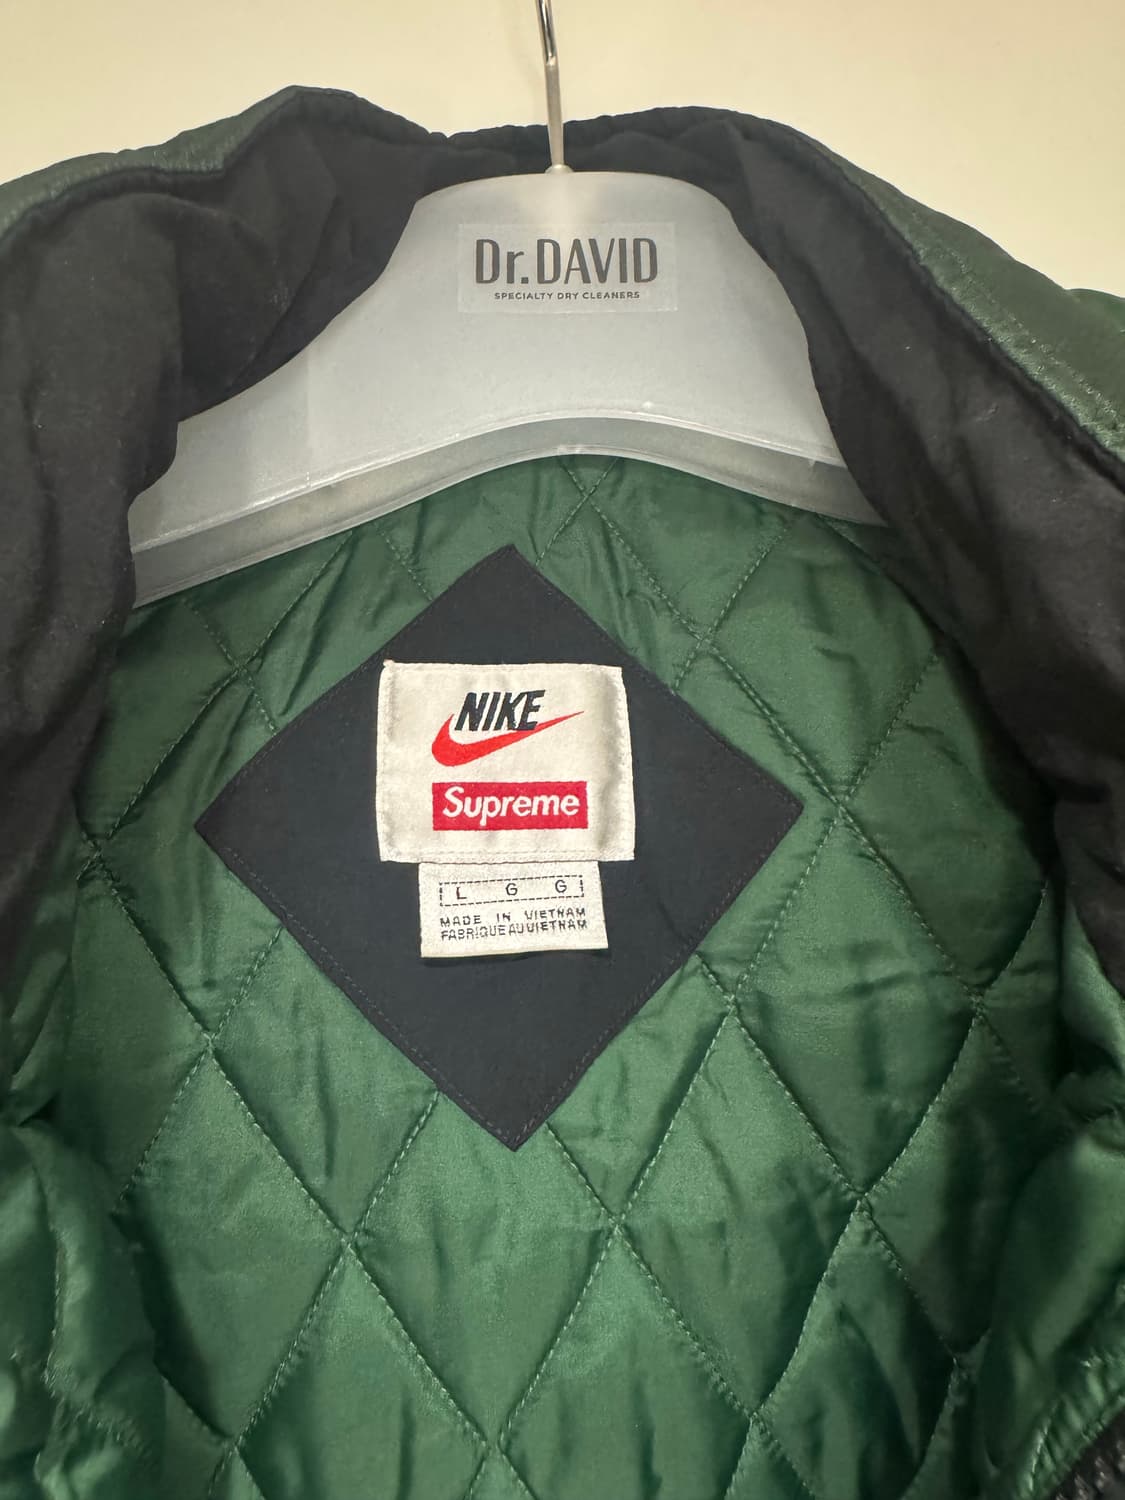 Dr.DAVID
SPECIALTY DRY CLEANERS
NIKE
Supreme
L G G
MADE IN VIETNAM
FABRIQUE AU VIETNAM